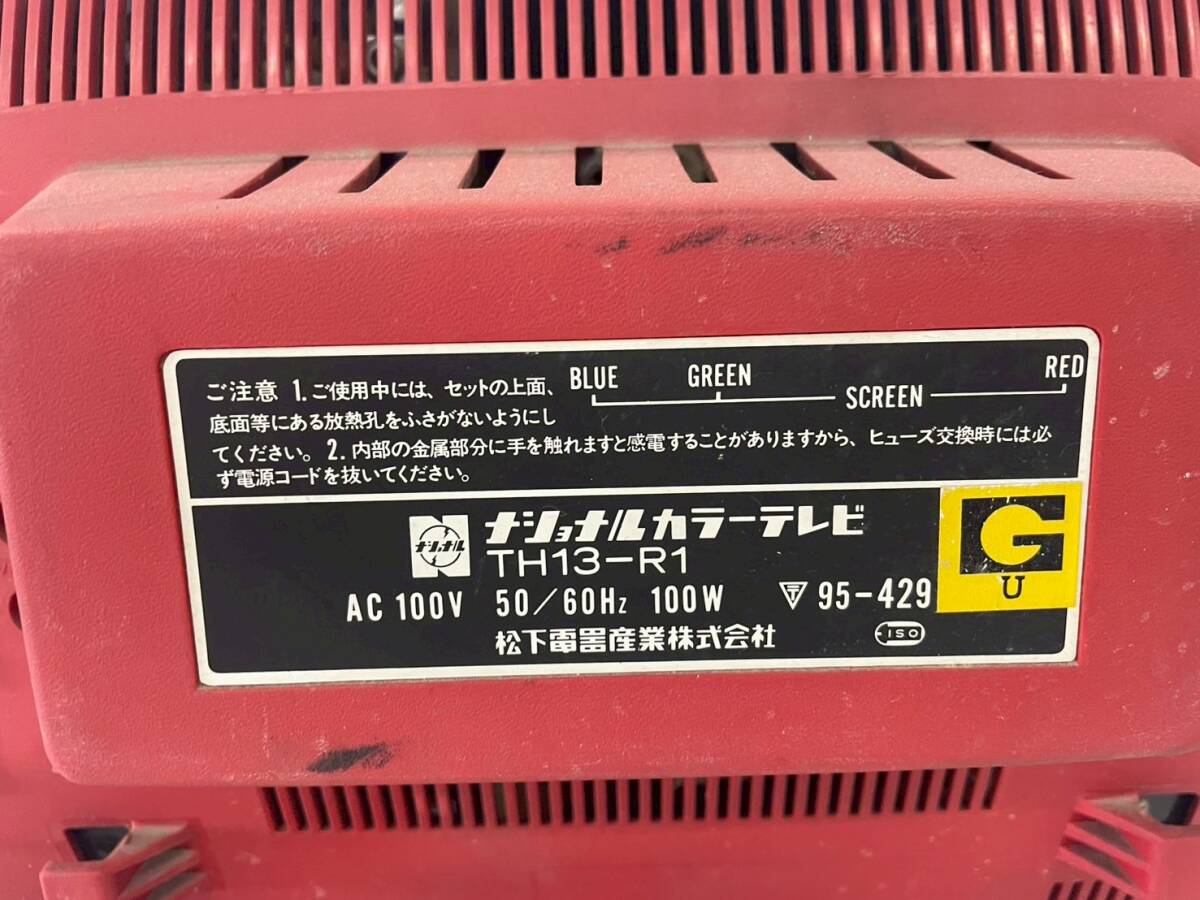 ご注意 1.ご使用中には、セットの上面、
底面等にある放熱孔をふさがないようにし
てください。2.内部の金属部分に手を触れますと感電することがありますから、ヒューズ交換時には必
ず電源コードを抜いてください。
BLUE GREEN SCREEN RED
N ナショナル ナショナルカラーテレビ
TH13-R1
AC 100V 50/60Hz 100W 〒 95-429
松下電器産業株式会社 ISO
G
U